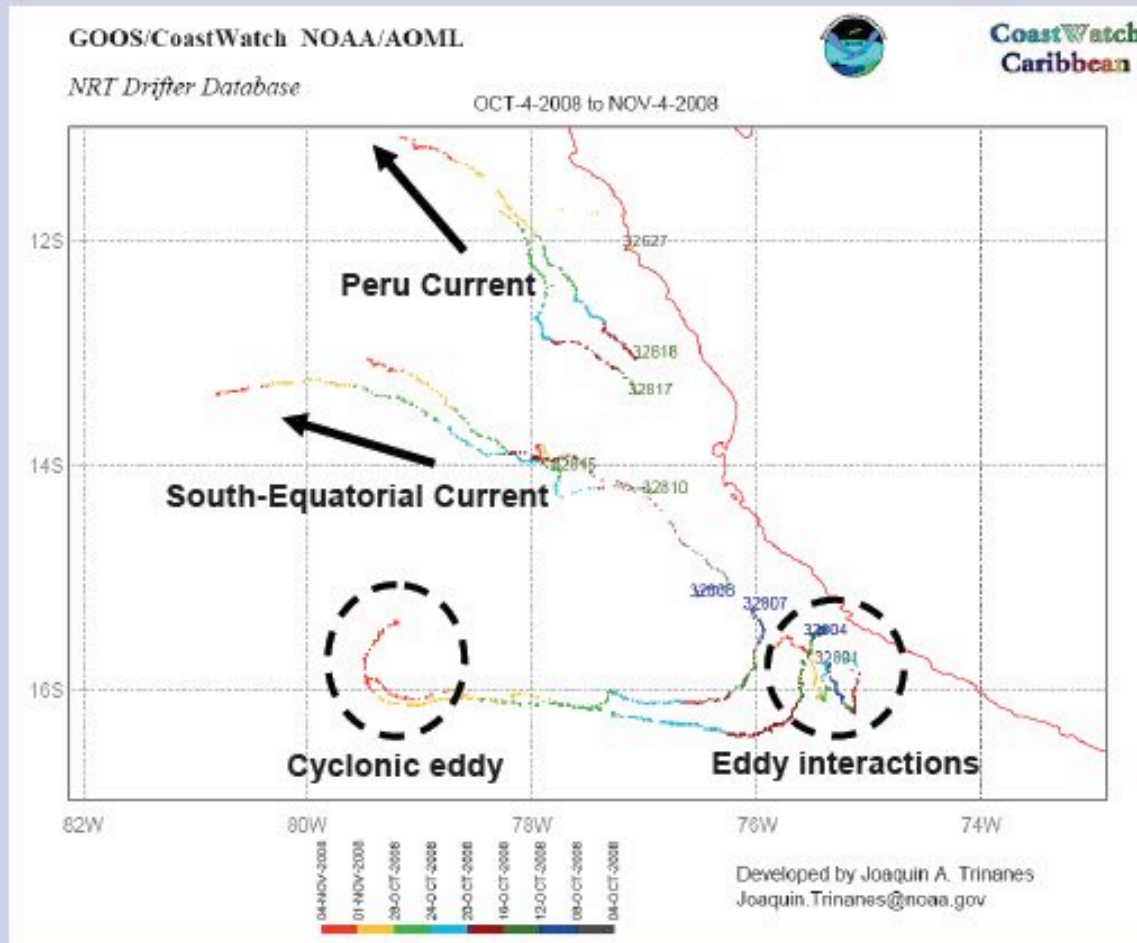 GOOS/CoastWatch NOAA/AOML
CoastWatch
Caribbean
NRT Drifter Database
OCT-4-2008 to NOV-4-2008
12S
32627
Peru Current
32818
32817
14S
32810
South-Equatorial Current
32807
16S
Cyclonic eddy
Eddy interactions
82W
80W
78W
76W
74W
04-NOV-2008
01-NOV-2008
28-OCT-2008
24-OCT-2008
20-OCT-2008
16-OCT-2008
12-OCT-2008
08-OCT-2008
04-OCT-2008
Developed by Joaquin A. Trinanes
Joaquin.Trinanes@noaa.gov